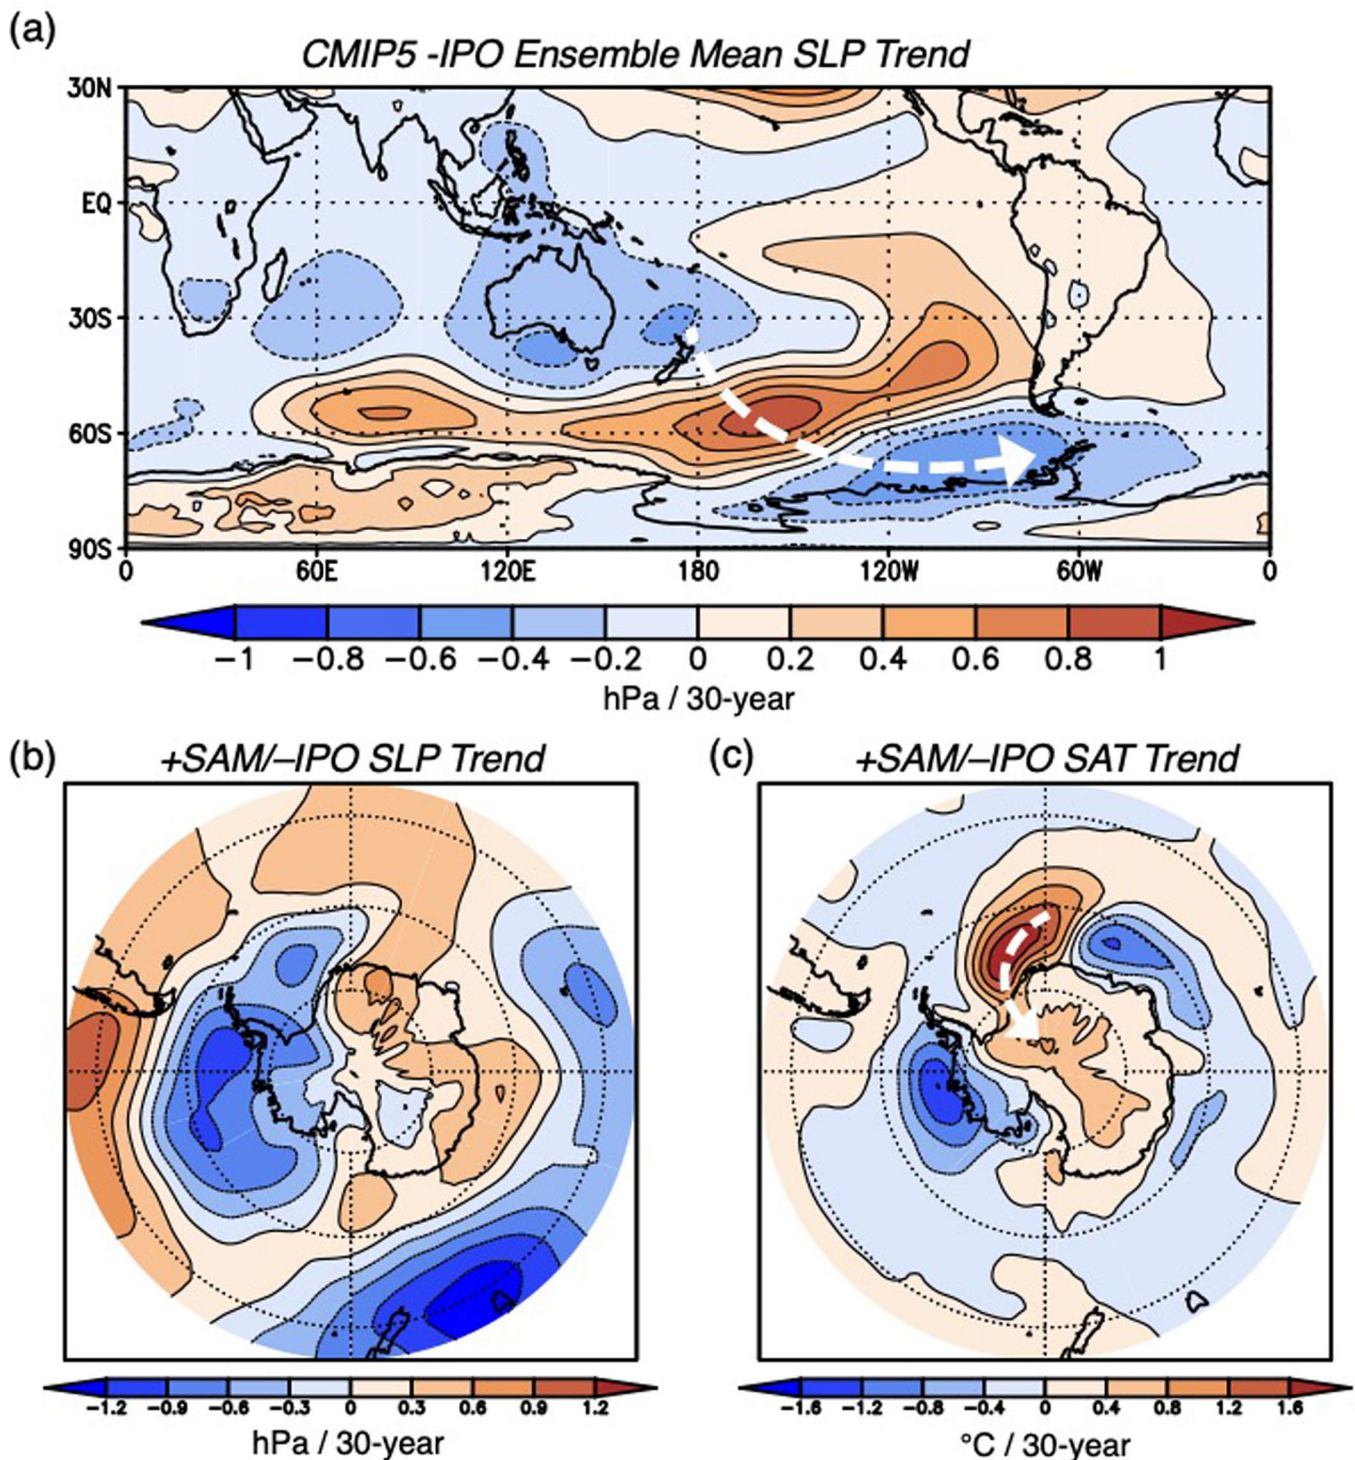 (a)
CMIP5 -IPO Ensemble Mean SLP Trend
30N
EQ
30S
60S
90S
0 60E 120E 180 120W 60W 0
−1 −0.8 −0.6 −0.4 −0.2 0 0.2 0.4 0.6 0.8 1
hPa / 30-year
(b) +SAM/–IPO SLP Trend
−1.2 −0.9 −0.6 −0.3 0 0.3 0.6 0.9 1.2
hPa / 30-year
(c) +SAM/–IPO SAT Trend
−1.6 −1.2 −0.8 −0.4 0 0.4 0.8 1.2 1.6
°C / 30-year